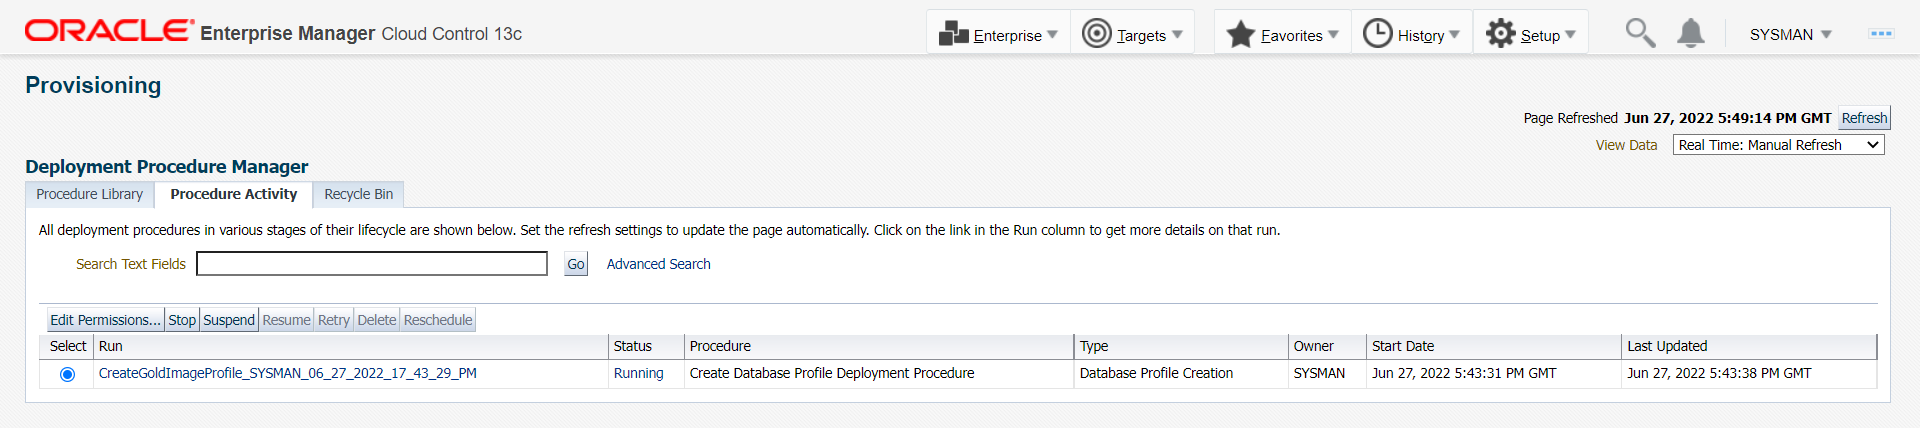 ORACLE Enterprise Manager Cloud Control 13c Enterprise Targets Favorites History Setup SYSMAN
Provisioning
Page Refreshed Jun 27, 2022 5:49:14 PM GMT Refresh
View Data Real Time: Manual Refresh
Deployment Procedure Manager
Procedure Library Procedure Activity Recycle Bin
All deployment procedures in various stages of their lifecycle are shown below. Set the refresh settings to update the page automatically. Click on the link in the Run column to get more details on that run.
Search Text Fields Go Advanced Search
Edit Permissions... Stop Suspend Resume Retry Delete Reschedule
Select Run Status Procedure Type Owner Start Date Last Updated
CreateGoldImageProfile_SYSMAN_06_27_2022_17_43_29_PM Running Create Database Profile Deployment Procedure Database Profile Creation SYSMAN Jun 27, 2022 5:43:31 PM GMT Jun 27, 2022 5:43:38 PM GMT